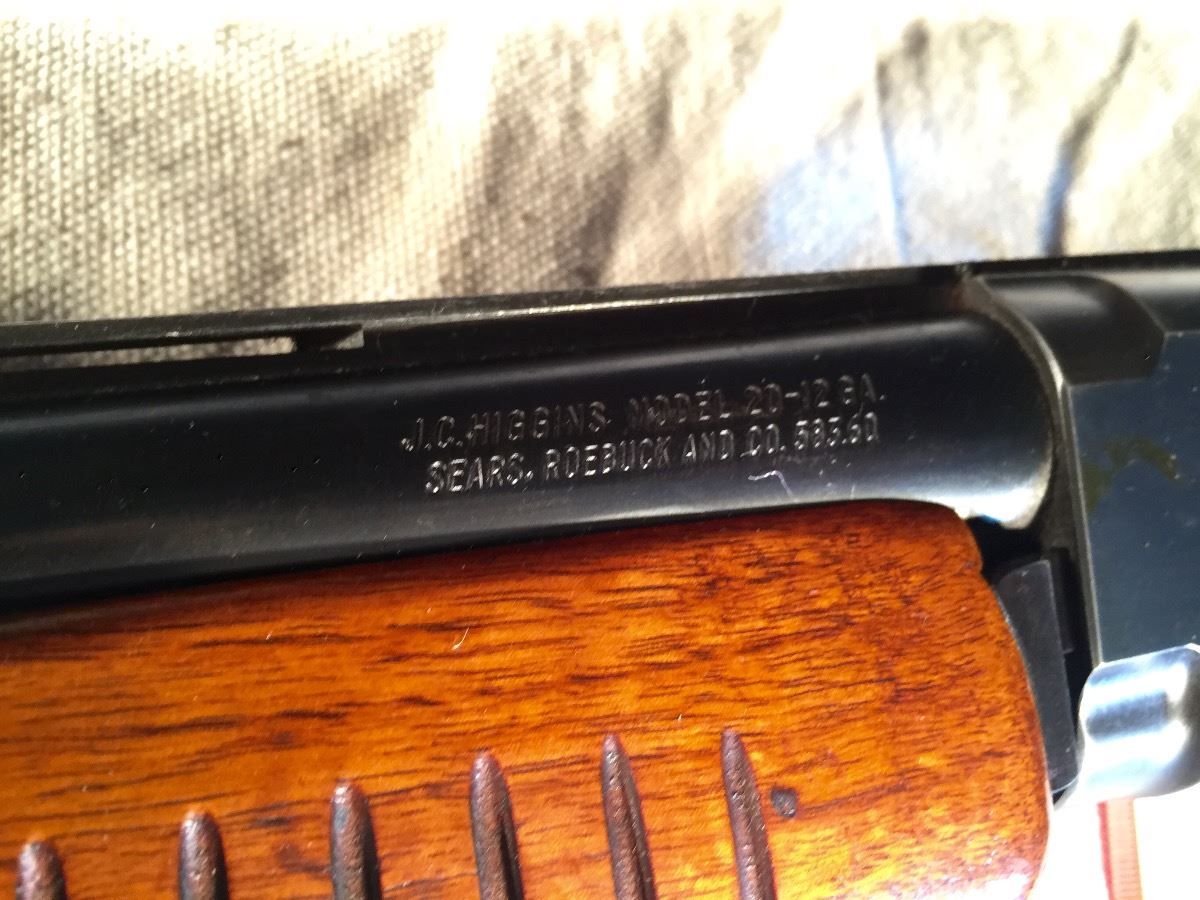 J.C. HIGGINS MODEL 20-12 GA.
SEARS, ROEBUCK AND CO. 583.60